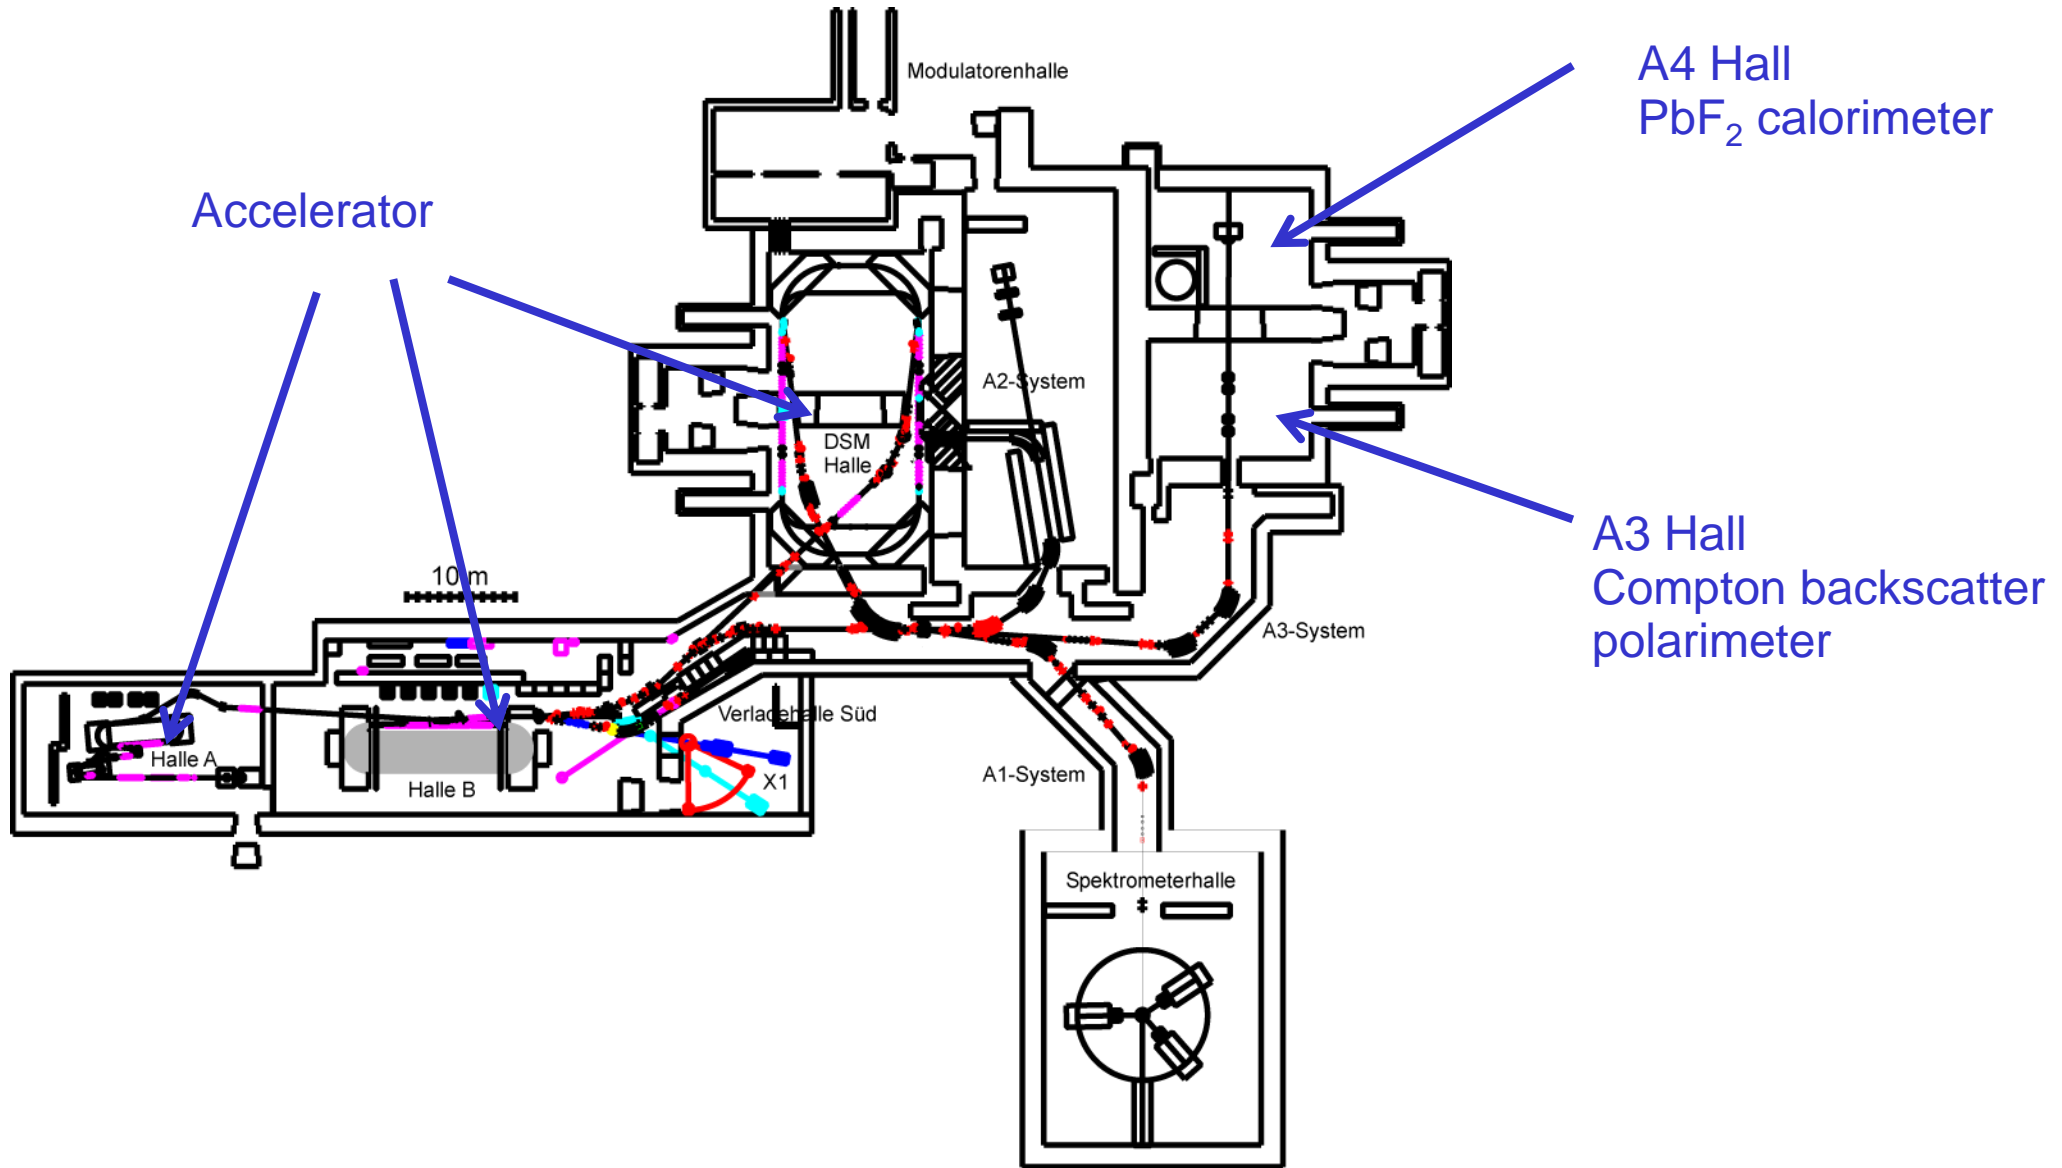 Modulatorenhalle
A4 Hall
PbF₂ calorimeter
Accelerator
A2-System
DSM
Halle
A3 Hall
Compton backscatter
polarimeter
10 m
A3-System
Verladehalle Süd
Halle A
Halle B
X1
A1-System
Spektrometerhalle